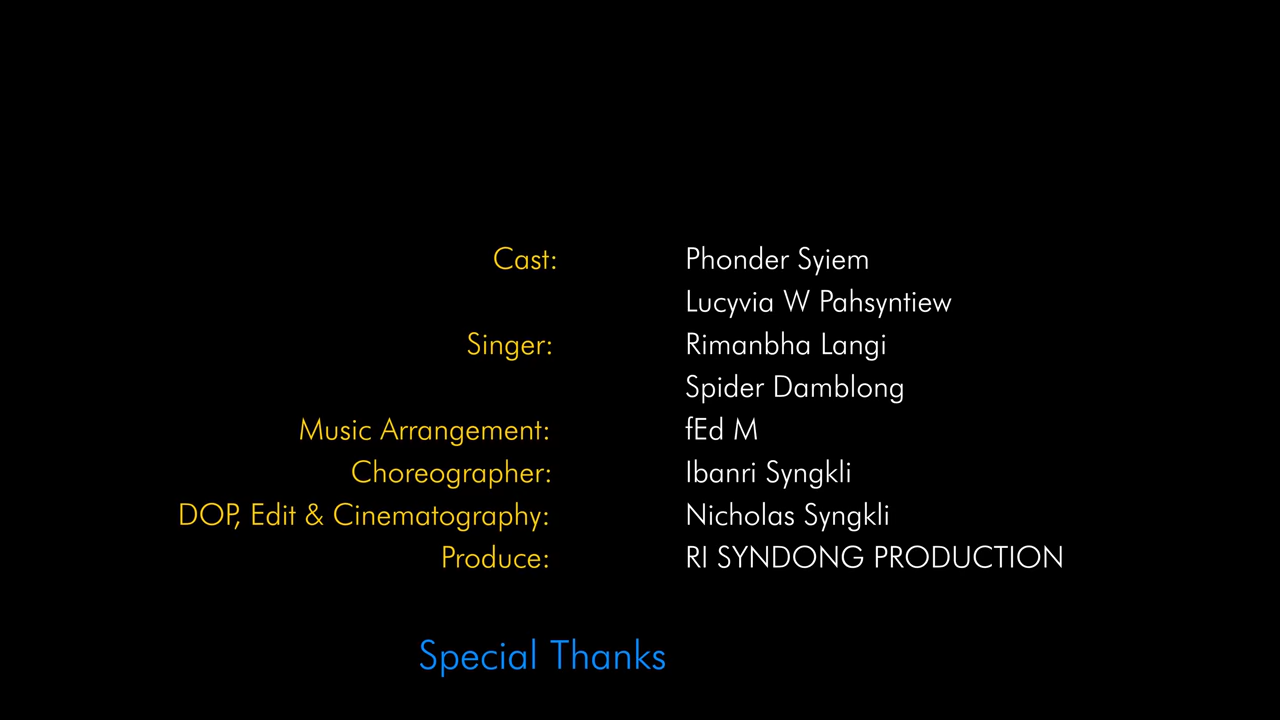 Cast: Phonder Syiem
Lucyvia W Pahsyntiew
Singer: Rimanbha Langi
Spider Damblong
Music Arrangement: fEd M
Choreographer: Ibanri Syngkli
DOP, Edit & Cinematography: Nicholas Syngkli
Produce: RI SYNDONG PRODUCTION
Special Thanks